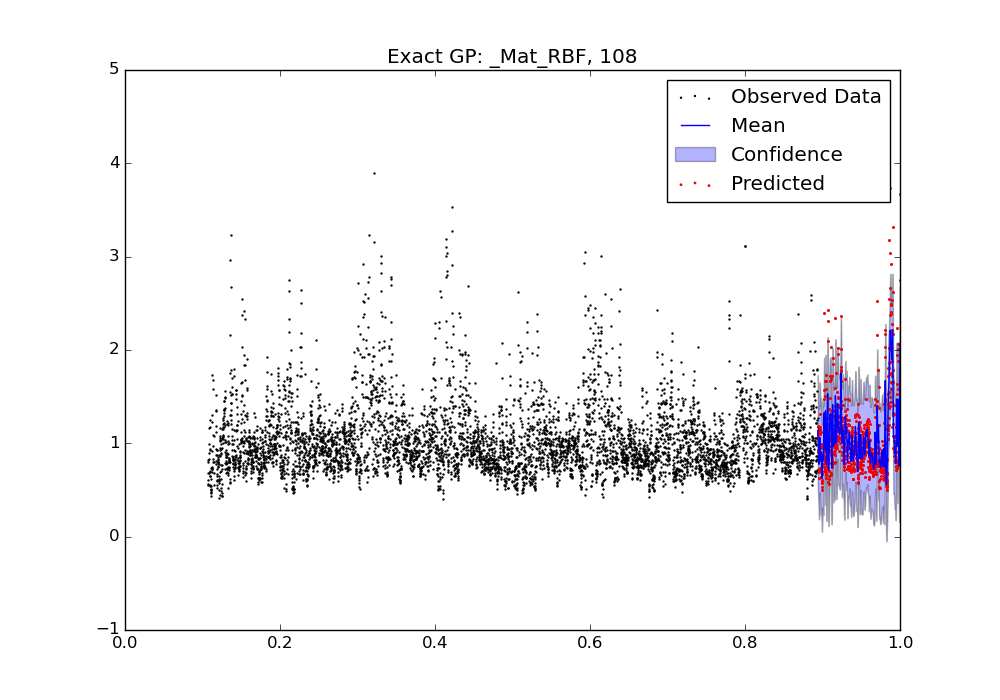 Exact GP: _Mat_RBF, 108
5
4
3
2
1
0
−1
0.0
0.2
0.4
0.6
0.8
1.0
Observed Data
Mean
Confidence
Predicted